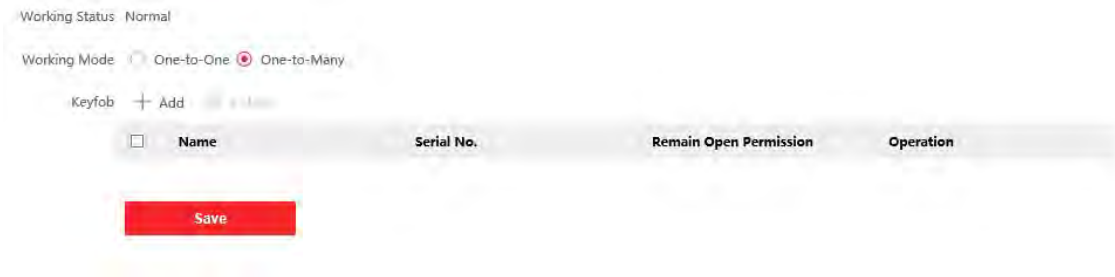 Working Status Normal
Working Mode One-to-One One-to-Many
Keyfob + Add
Name Serial No. Remain Open Permission Operation
Save